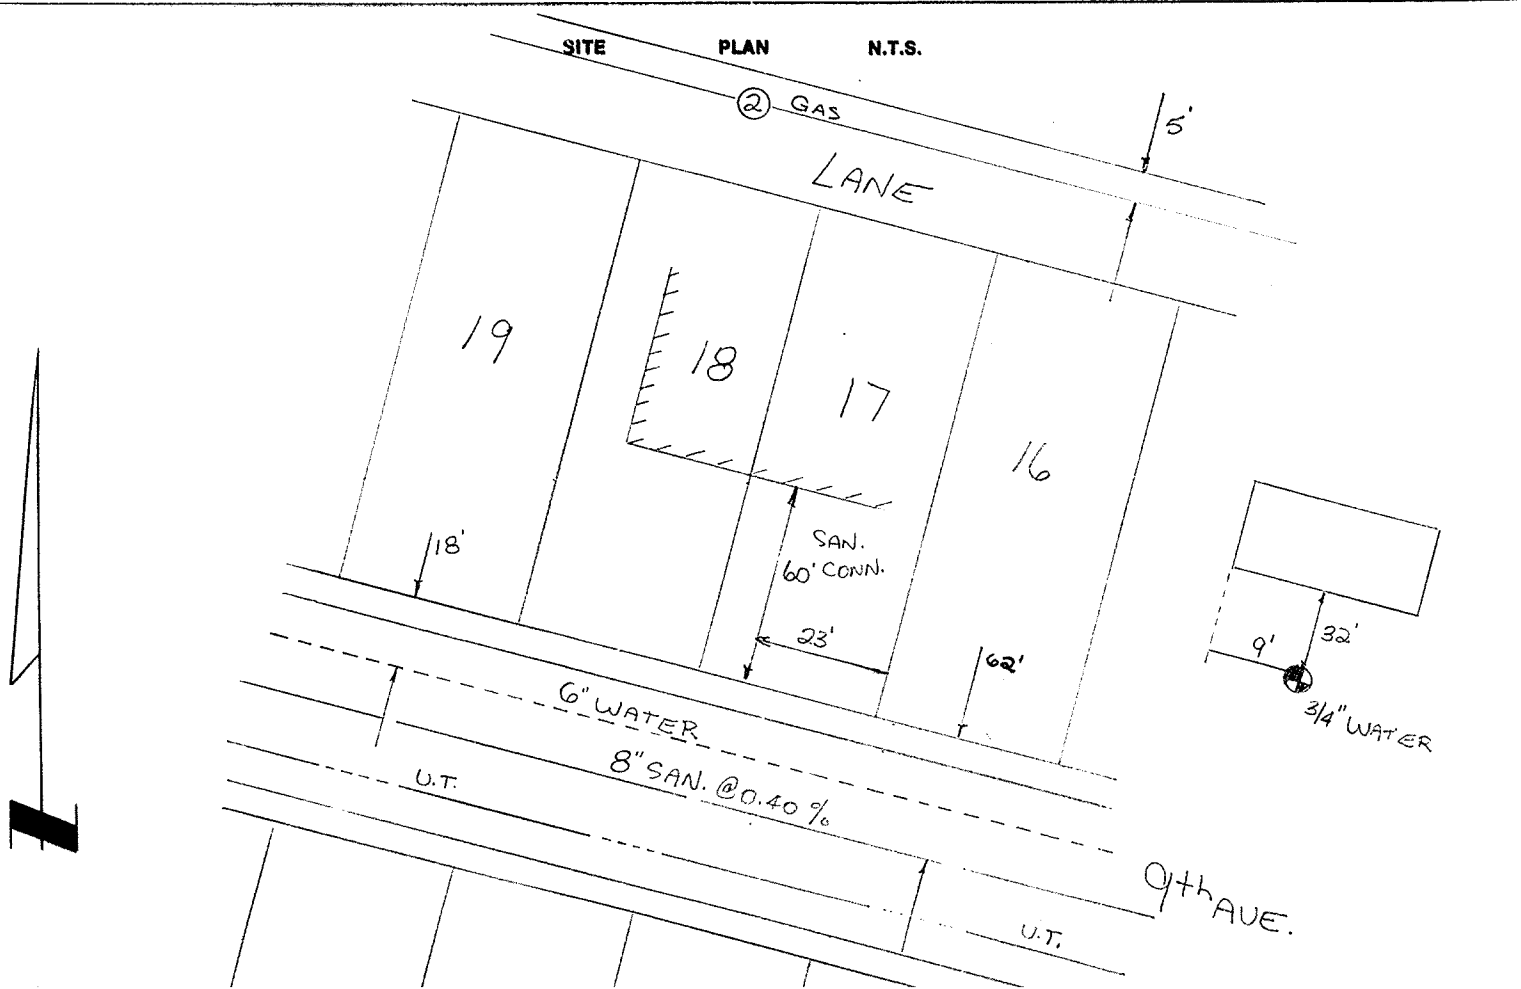 SITE PLAN N.T.S.
2 GAS
5'
LANE
19
18
17
16
18'
SAN.
60' CONN.
23'
62'
9'
32'
3/4" WATER
6" WATER
8" SAN. @0.40 %
U.T.
9th AVE.
U.T.